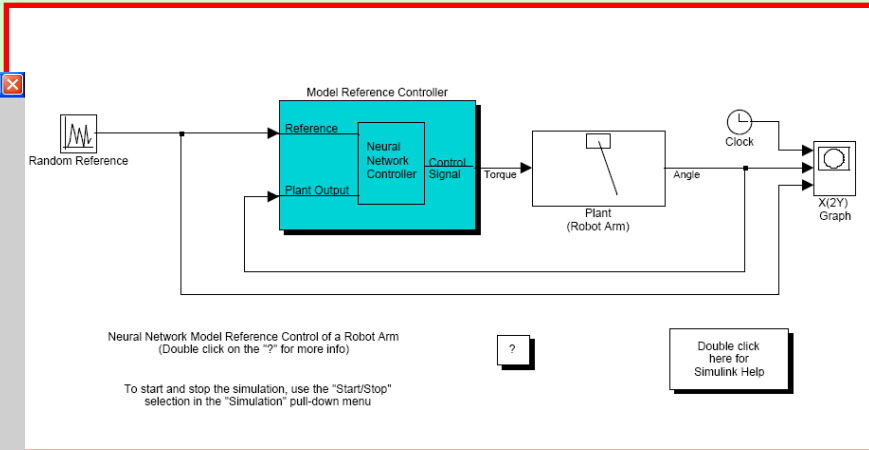 Model Reference Controller
Random Reference
Reference
Plant Output
Neural
Network
Controller
Control
Signal
Torque
Plant
(Robot Arm)
Angle
Clock
X(2Y)
Graph
Neural Network Model Reference Control of a Robot Arm
(Double click on the "?" for more info)
To start and stop the simulation, use the "Start/Stop"
selection in the "Simulation" pull-down menu
?
Double click
here for
Simulink Help